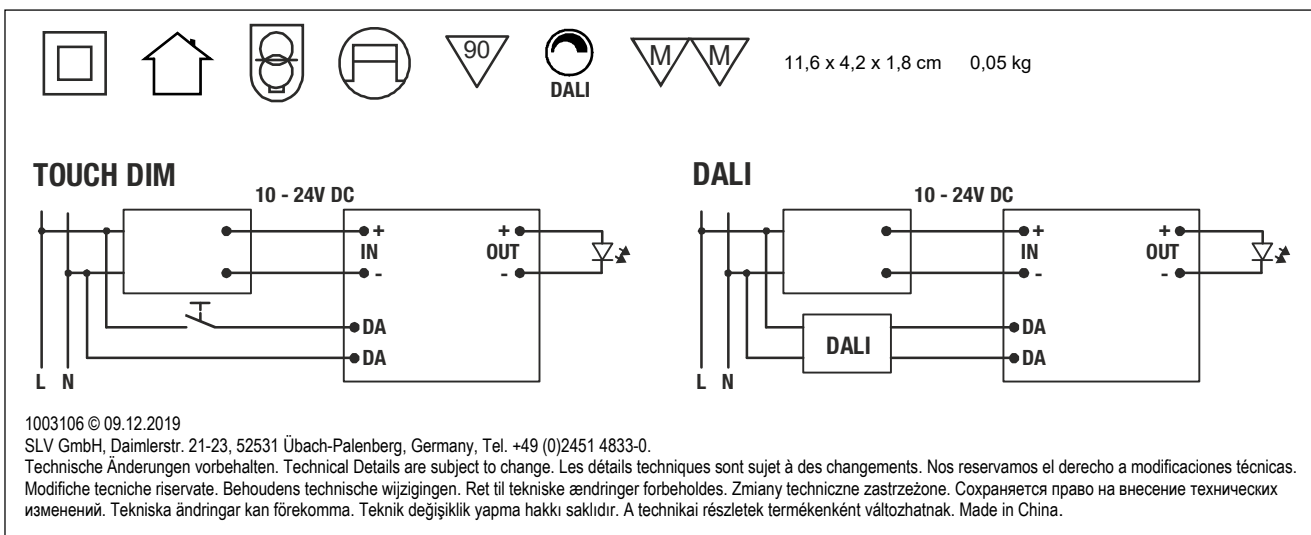 90
DALI
M M
11,6 x 4,2 x 1,8 cm 0,05 kg
TOUCH DIM
10 - 24V DC
+ +
IN OUT
- -
DA
DA
L N
DALI
10 - 24V DC
+ +
IN OUT
- -
DA
DALI
DA
L N
1003106 © 09.12.2019
SLV GmbH, Daimlerstr. 21-23, 52531 Übach-Palenberg, Germany, Tel. +49 (0)2451 4833-0.
Technische Änderungen vorbehalten. Technical Details are subject to change. Les détails techniques sont sujet à des changements. Nos reservamos el derecho a modificaciones técnicas.
Modifiche tecniche riservate. Behoudens technische wijzigingen. Ret til tekniske ændringer forbeholdes. Zmiany techniczne zastrzeżone. Сохраняется право на внесение технических
изменений. Tekniska ändringar kan förekomma. Teknik değişiklik yapma hakkı saklıdır. A technikai részletek termékenként változhatnak. Made in China.